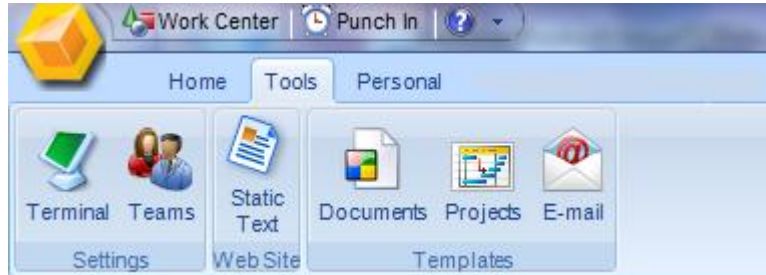 Work Center Punch In
Home Tools Personal
Terminal Teams Static Text Documents Projects E-mail
Settings Web Site Templates